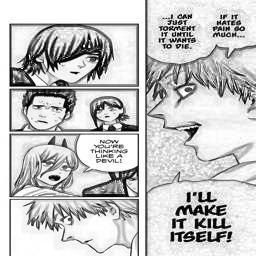 IF IT
HATES
PAIN SO
MUCH...
...I CAN
JUST
TORMENT
IT UNTIL
IT WANTS
TO DIE.
I'LL
MAKE
IT KILL
ITSELF!
NOW
YOU'RE
THINKING
LIKE A
DEVIL!